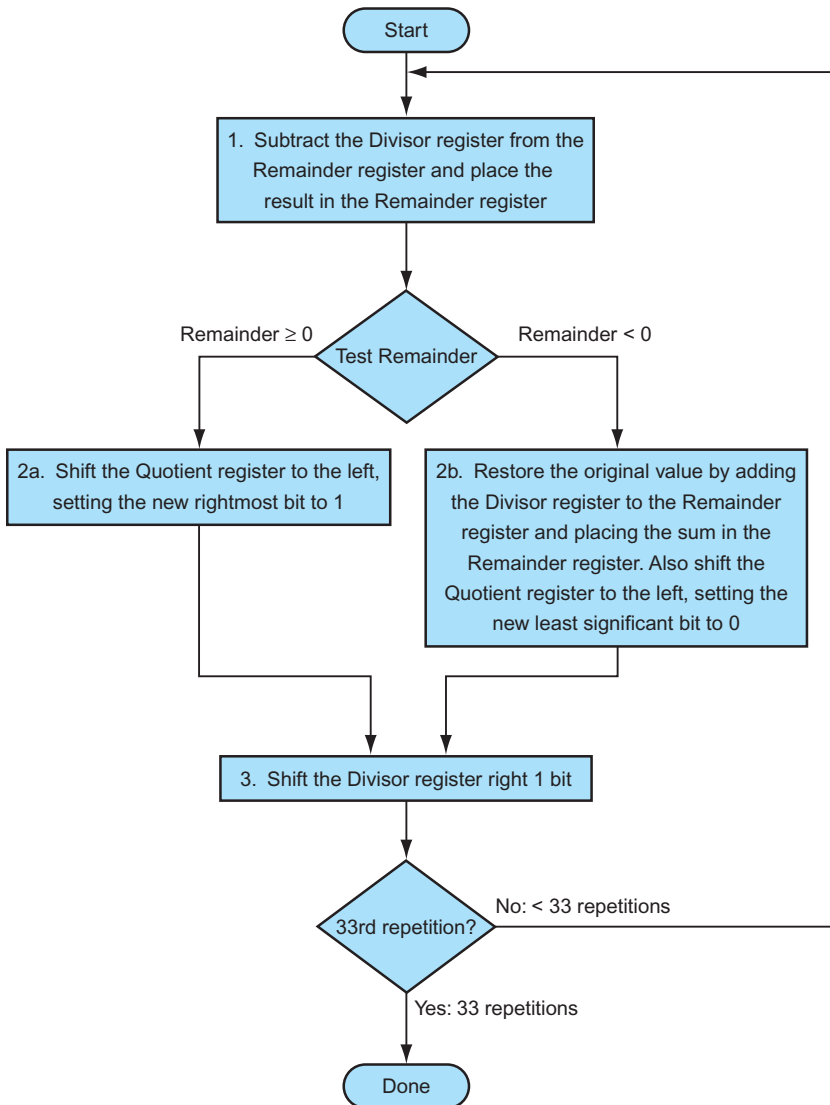 Start
1. Subtract the Divisor register from the
Remainder register and place the
result in the Remainder register
Remainder ≥ 0
Remainder < 0
Test Remainder
2a. Shift the Quotient register to the left,
setting the new rightmost bit to 1
2b. Restore the original value by adding
the Divisor register to the Remainder
register and placing the sum in the
Remainder register. Also shift the
Quotient register to the left, setting the
new least significant bit to 0
3. Shift the Divisor register right 1 bit
33rd repetition?
No: < 33 repetitions
Yes: 33 repetitions
Done